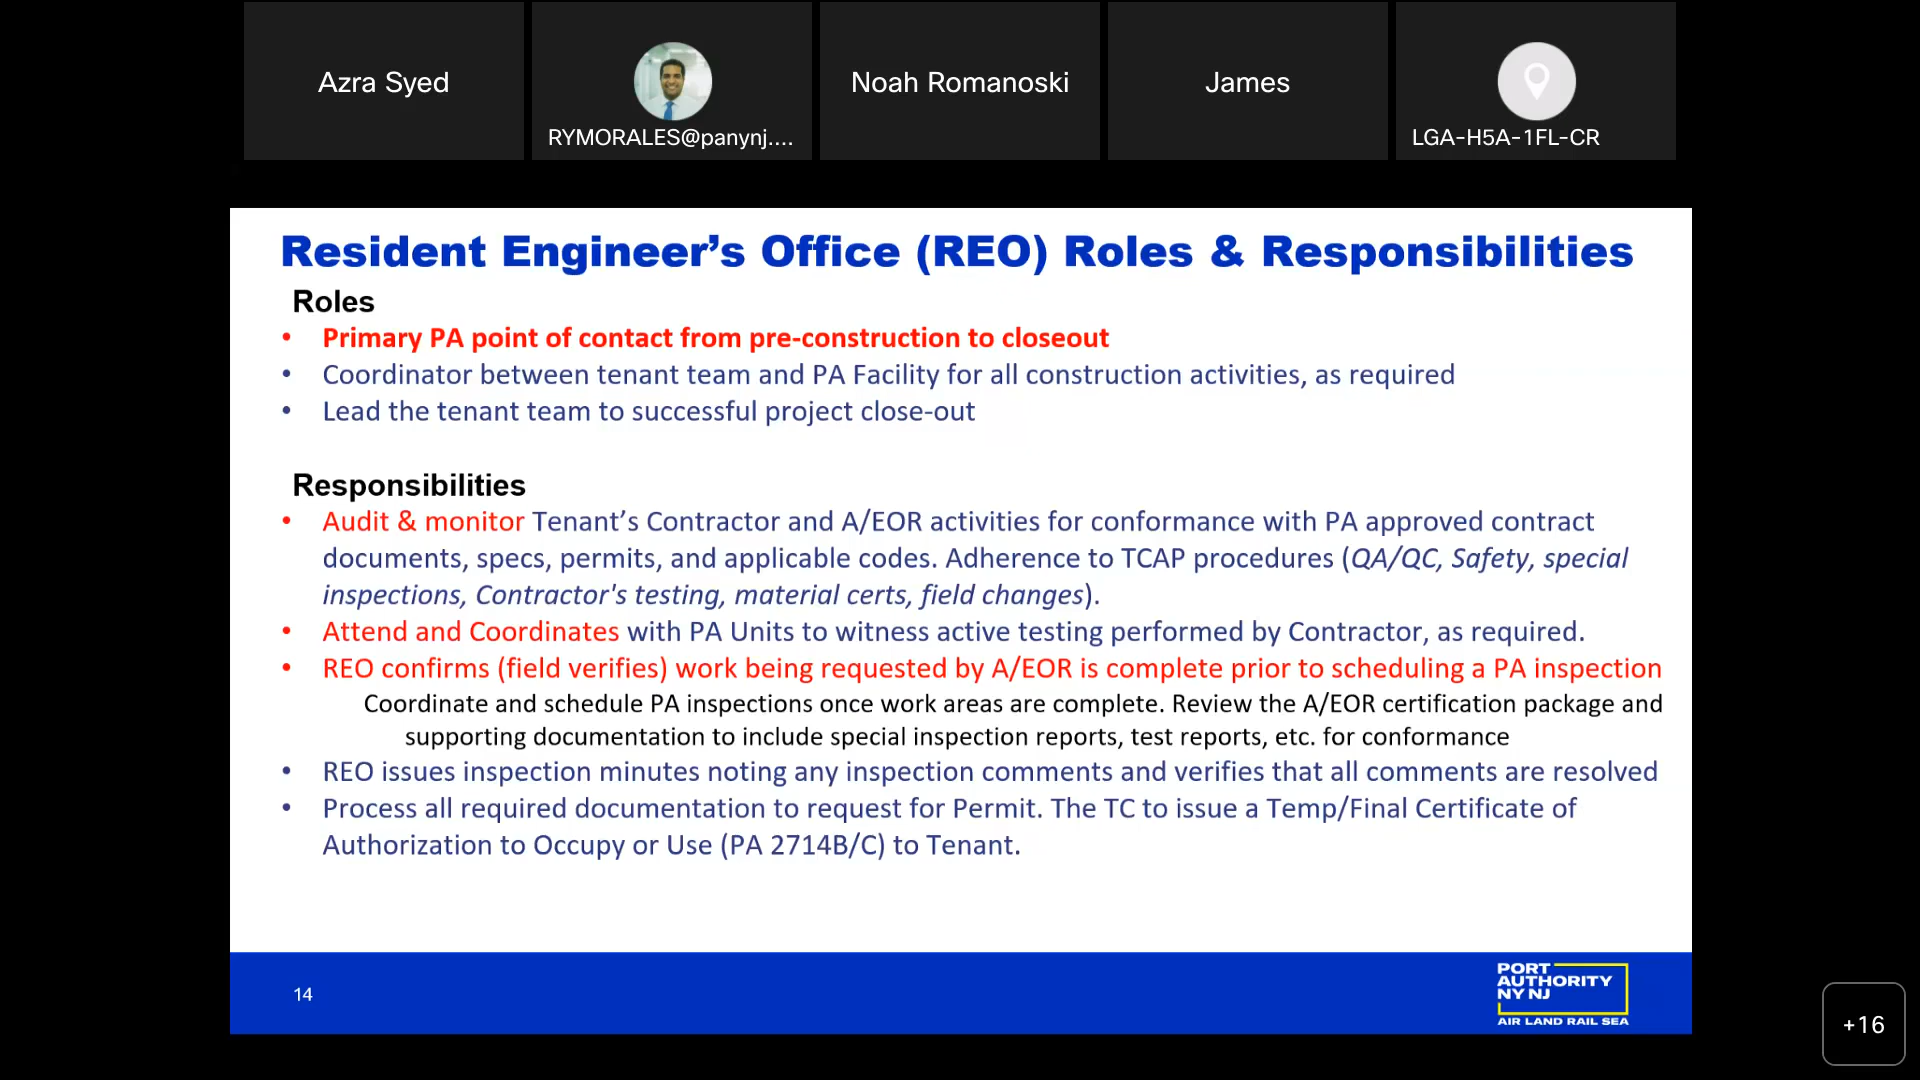 Azra Syed
RYMORALES@panynj....
Noah Romanoski
James
LGA-H5A-1FL-CR
Resident Engineer’s Office (REO) Roles & Responsibilities
Roles
• Primary PA point of contact from pre-construction to closeout
• Coordinator between tenant team and PA Facility for all construction activities, as required
• Lead the tenant team to successful project close-out
Responsibilities
• Audit & monitor Tenant’s Contractor and A/EOR activities for conformance with PA approved contract
documents, specs, permits, and applicable codes. Adherence to TCAP procedures (QA/QC, Safety, special
inspections, Contractor's testing, material certs, field changes).
• Attend and Coordinates with PA Units to witness active testing performed by Contractor, as required.
• REO confirms (field verifies) work being requested by A/EOR is complete prior to scheduling a PA inspection
Coordinate and schedule PA inspections once work areas are complete. Review the A/EOR certification package and
supporting documentation to include special inspection reports, test reports, etc. for conformance
• REO issues inspection minutes noting any inspection comments and verifies that all comments are resolved
• Process all required documentation to request for Permit. The TC to issue a Temp/Final Certificate of
Authorization to Occupy or Use (PA 2714B/C) to Tenant.
14
PORT
AUTHORITY
NY NJ
AIR LAND RAIL SEA
+16